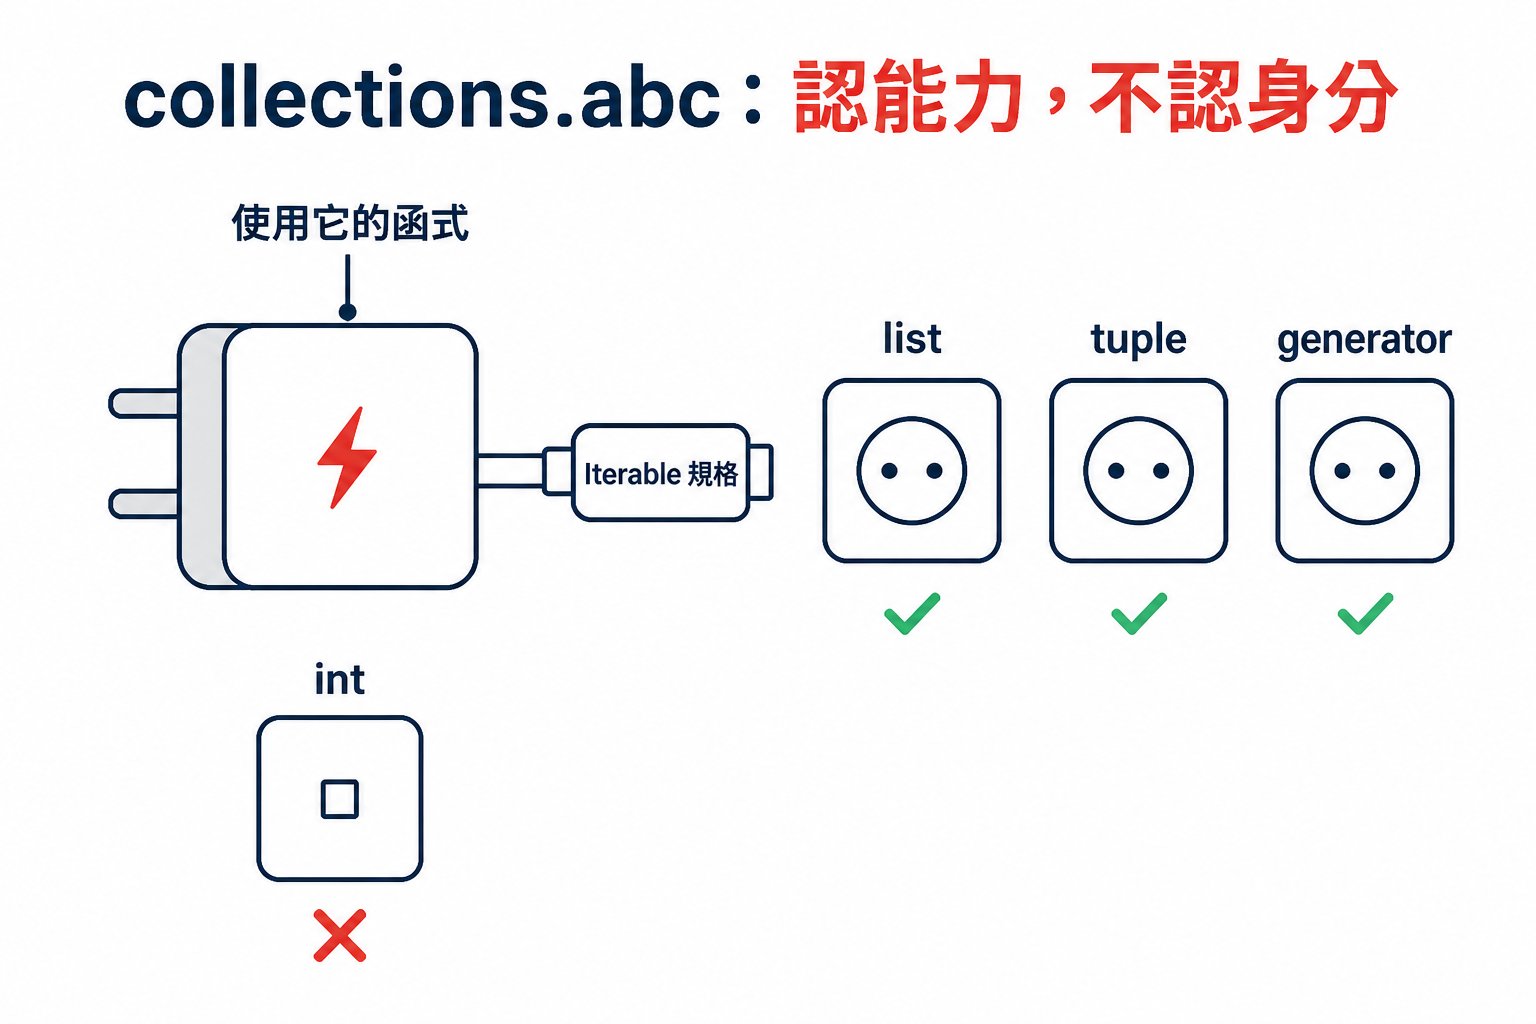 collections.abc：認能力，不認身分
使用它的函式
list
tuple
generator
Iterable 規格
int